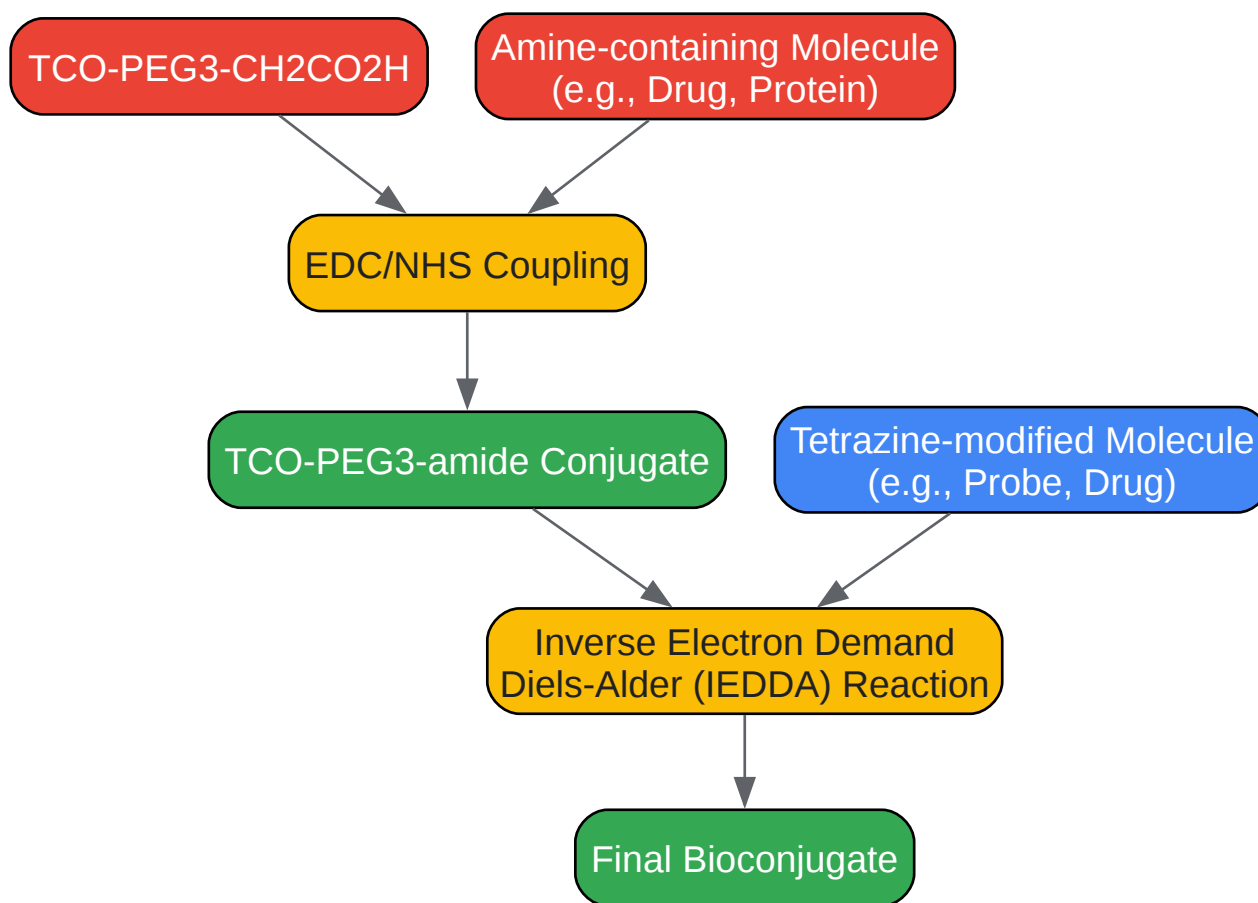 TCO-PEG3-CH2CO2H
Amine-containing Molecule
(e.g., Drug, Protein)
EDC/NHS Coupling
TCO-PEG3-amide Conjugate
Tetrazine-modified Molecule
(e.g., Probe, Drug)
Inverse Electron Demand
Diels-Alder (IEDDA) Reaction
Final Bioconjugate